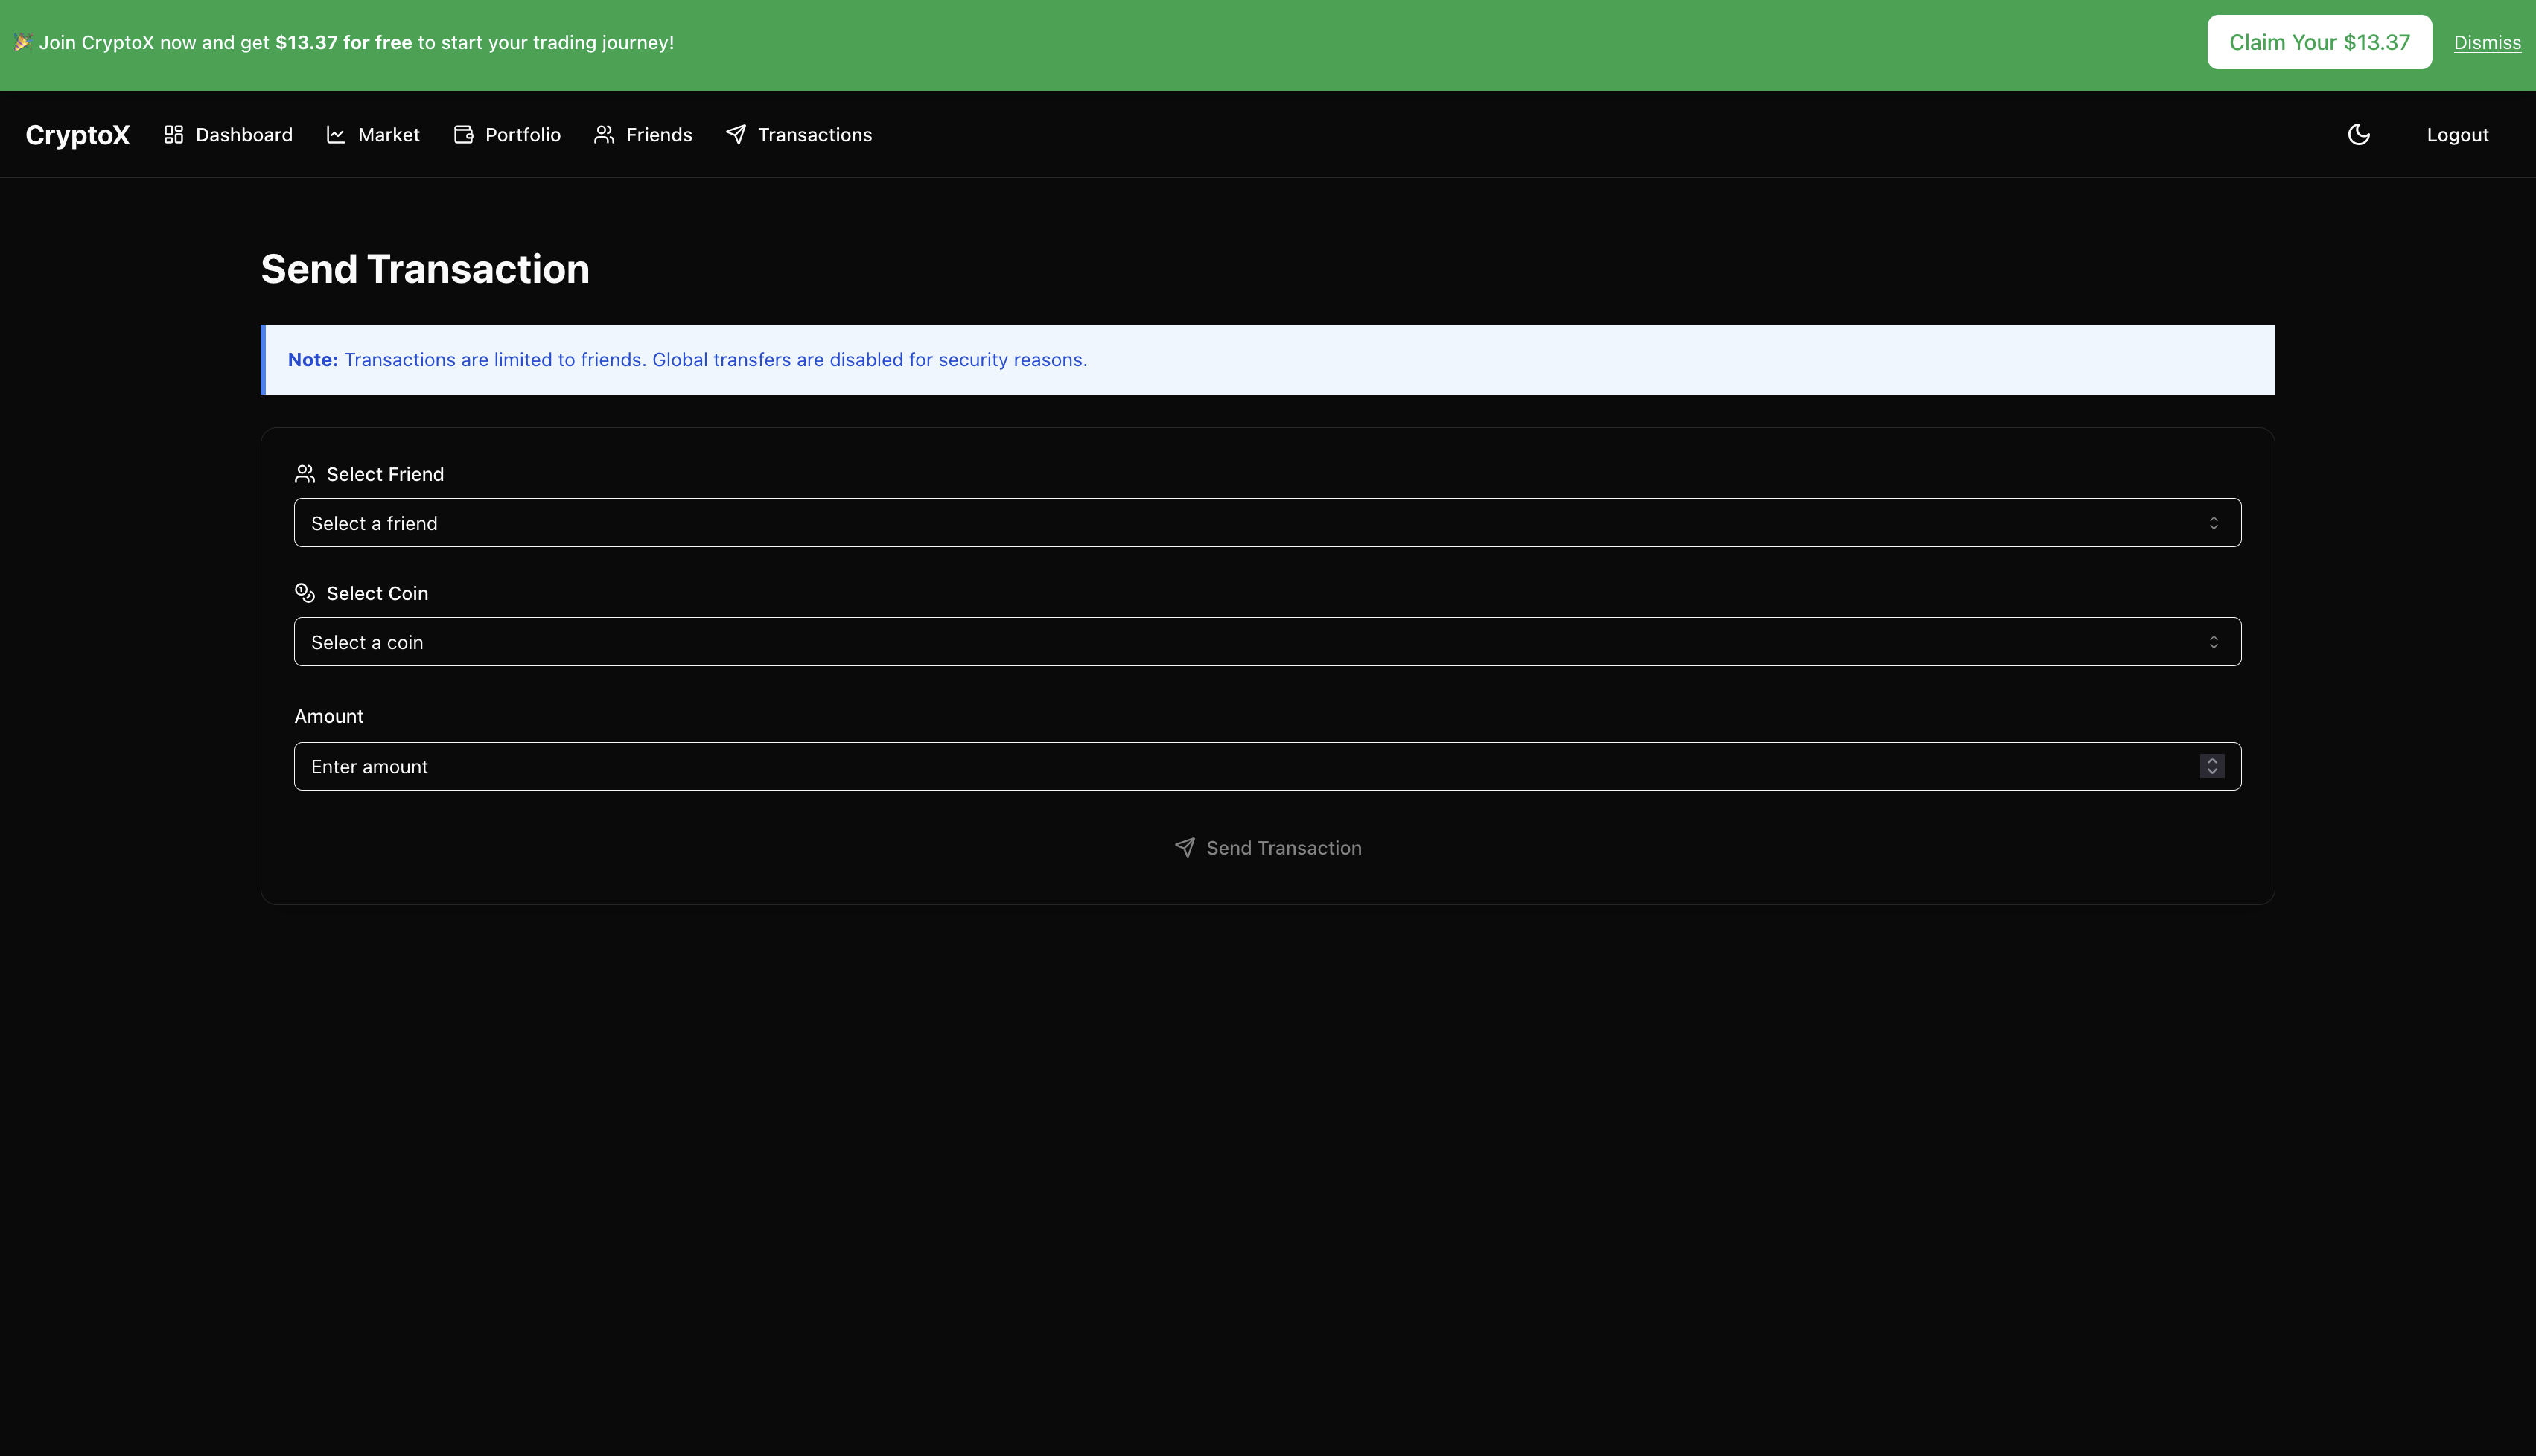 🎉 Join CryptoX now and get $13.37 for free to start your trading journey!
Claim Your $13.37
Dismiss
CryptoX
Dashboard
Market
Portfolio
Friends
Transactions
Logout
Send Transaction
Note: Transactions are limited to friends. Global transfers are disabled for security reasons.
Select Friend
Select a friend
Select Coin
Select a coin
Amount
Enter amount
Send Transaction